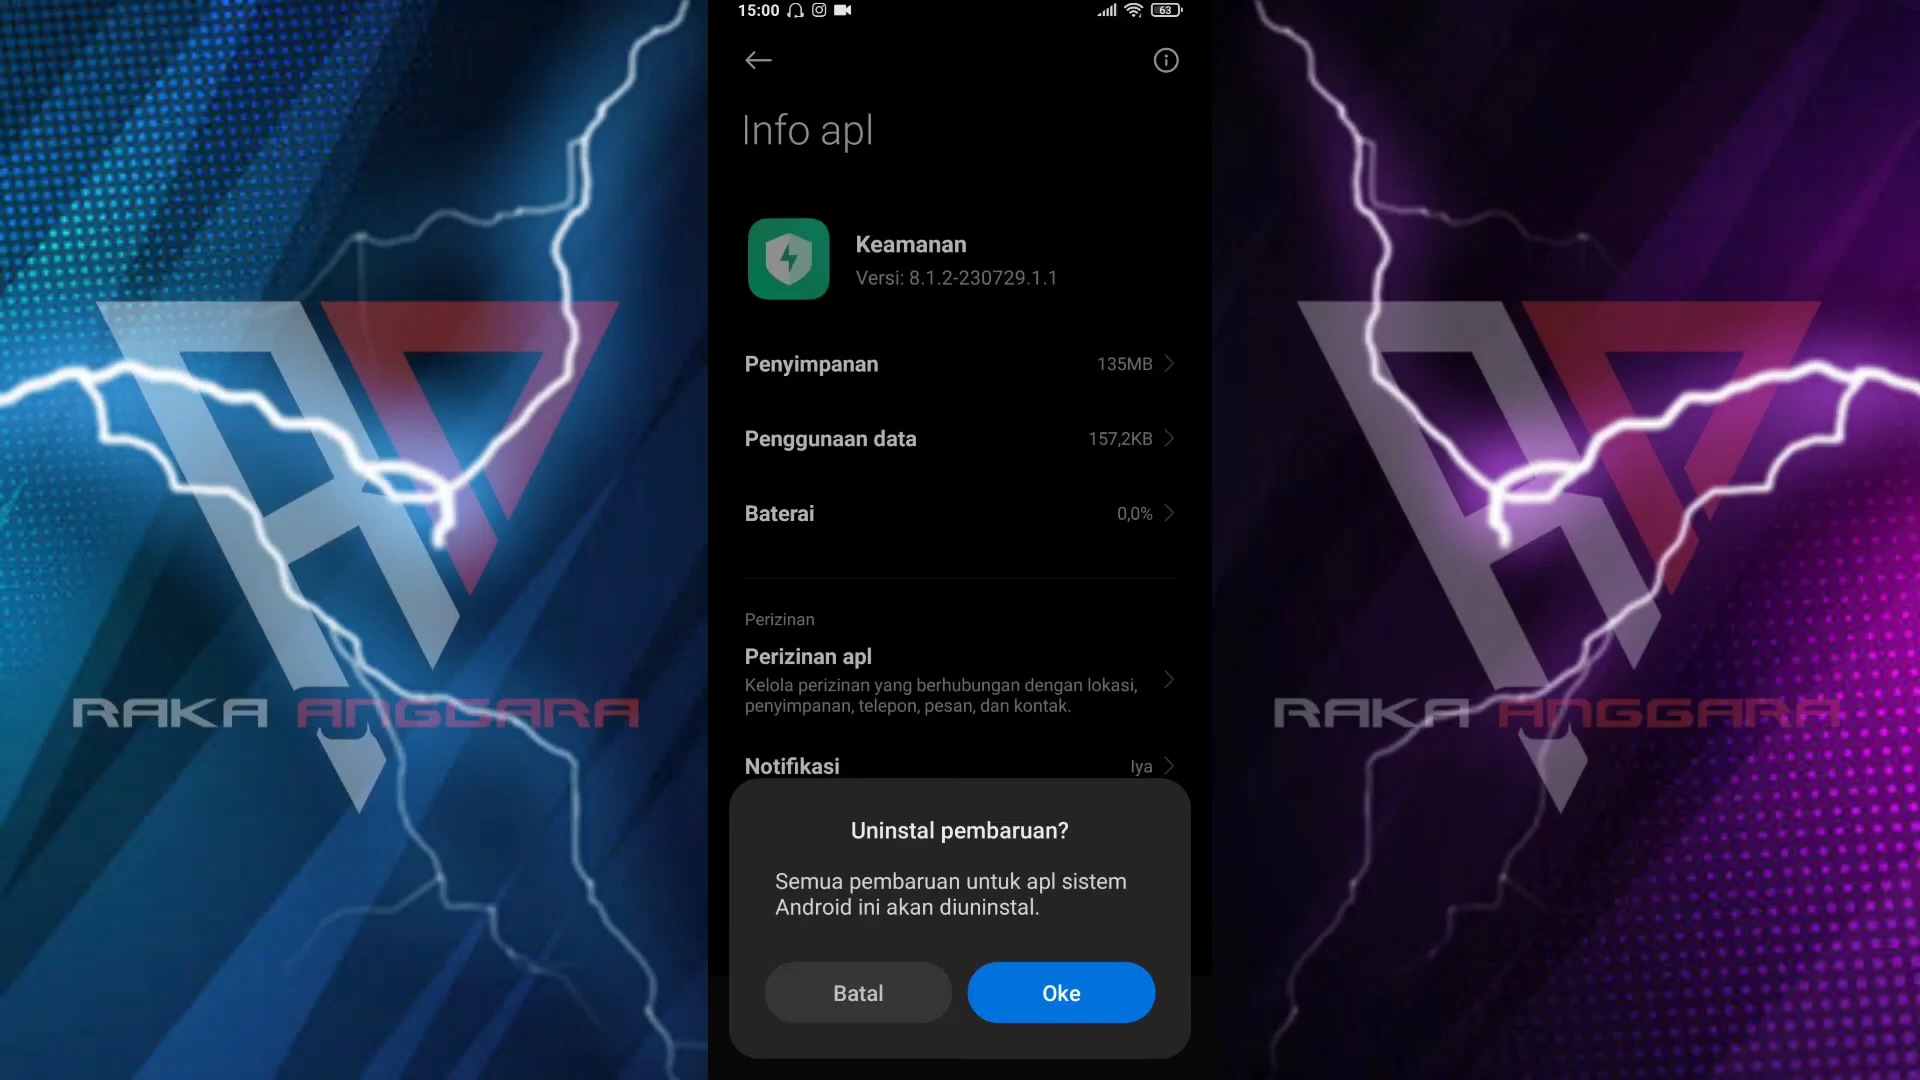 15:00
63
Info apl
Keamanan
Versi: 8.1.2-230729.1.1
Penyimpanan 135MB
Penggunaan data 157,2KB
Baterai 0,0%
Perizinan
Perizinan apl
Kelola perizinan yang berhubungan dengan lokasi,
penyimpanan, telepon, pesan, dan kontak.
Notifikasi Iya
Uninstal pembaruan?
Semua pembaruan untuk apl sistem
Android ini akan diuninstal.
Batal Oke
RAKA ANGGARA
RAKA ANGGARA